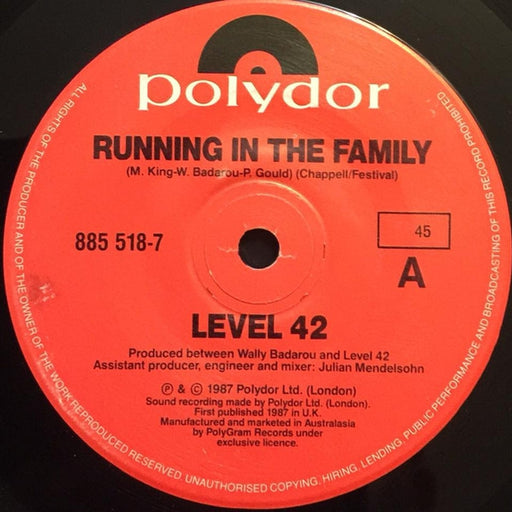 polydor
RUNNING IN THE FAMILY
(M. King-W. Badarou-P. Gould) (Chappell/Festival)
885 518-7
45
A
LEVEL 42
Produced between Wally Badarou and Level 42
Assistant producer, engineer and mixer: Julian Mendelsohn
Ⓟ & © 1987 Polydor Ltd. (London)
Sound recording made by Polydor Ltd. (London).
First published 1987 in U.K.
Manufactured and marketed in Australasia
by PolyGram Records under
exclusive licence.
ALL RIGHTS OF THE PRODUCER AND OF THE OWNER OF THE WORK REPRODUCED RESERVED. UNAUTHORISED COPYING, HIRING, LENDING, PUBLIC PERFORMANCE AND BROADCASTING OF THIS RECORD PROHIBITED